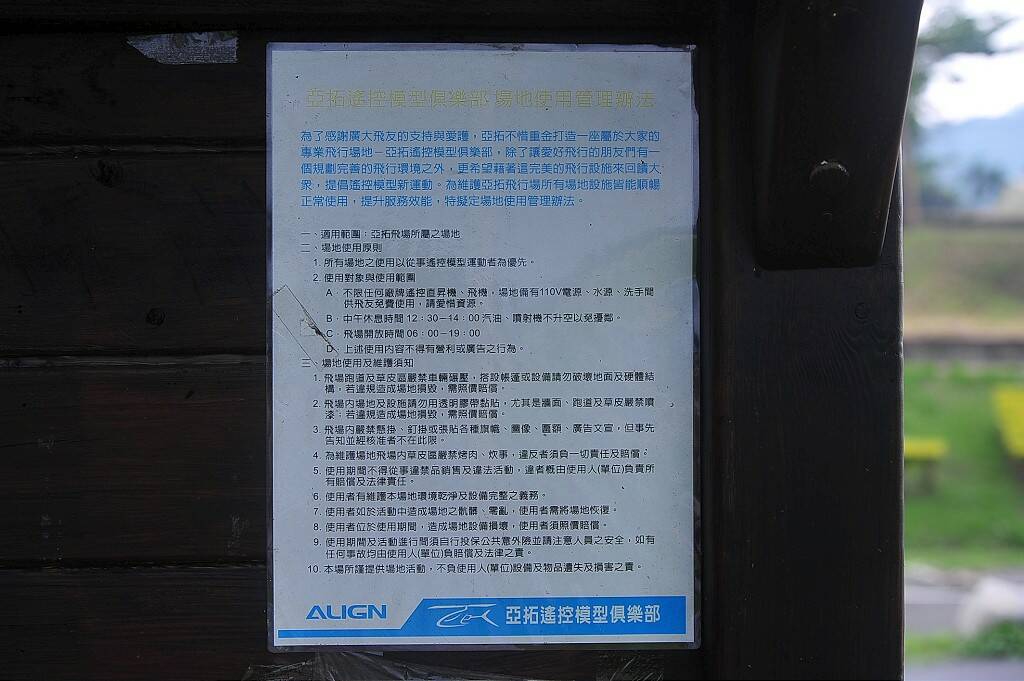 亞拓遙控模型俱樂部 場地使用管理辦法
為了感謝廣大飛友的支持與愛護，亞拓不惜重金打造一座屬於大家的
專業飛行場地－亞拓遙控模型俱樂部，除了讓愛好飛行的朋友們有一
個規劃完善的飛行環境之外，更希望藉著這完美的飛行設施來回饋大
眾，提倡遙控模型新運動。為維護亞拓飛行場所有場地設施皆能順暢
正常使用，提升服務效能，特擬定場地使用管理辦法。
一、適用範圍：亞拓飛場所屬之場地
二、場地使用原則
1. 所有場地之使用以從事遙控模型運動者為優先。
2. 使用對象與使用範圍
A．不限任何廠牌遙控直昇機、飛機，場地備有110V電源、水源、洗手間
供飛友免費使用，請愛惜資源。
B．中午休息時間 12：30－14：00 汽油、噴射機不升空以免擾鄰。
C．飛場開放時間 06：00－19：00
D．上述使用內容不得有營利或廣告之行為。
三、場地使用及維護須知
1. 飛場跑道及草皮區嚴禁車輛碾壓，搭設帳篷或設備請勿破壞地面及硬體結
構，若違規造成場地損毀，需照價賠償。
2. 飛場內場地及設施請勿用透明膠帶黏貼，尤其是牆面、跑道及草皮嚴禁噴
漆；若違規造成場地損毀，需照價賠償。
3. 飛場內嚴禁懸掛、釘掛或張貼各種旗幟、圖像、匾額、廣告文宣，但事先
告知並經核准者不在此限。
4. 為維護場地飛場內草皮區嚴禁烤肉、炊事，違反者須負一切責任及賠償。
5. 使用期間不得從事違禁品銷售及違法活動，違者概由使用人(單位)負責所
有賠償及法律責任。
6. 使用者有維護本場地環境乾淨及設備完整之義務。
7. 使用者如於活動中造成場地之骯髒、零亂，使用者需將場地恢復。
8. 使用者位於使用期間，造成場地設備損壞，使用者須照價賠償。
9. 使用期間及活動進行間須自行投保公共意外險並請注意人員之安全，如有
任何事故均由使用人(單位)負賠償及法律之責。
10. 本場所謹提供場地活動，不負使用人(單位)設備及物品遺失及損害之責。
ALIGN 亞拓遙控模型俱樂部